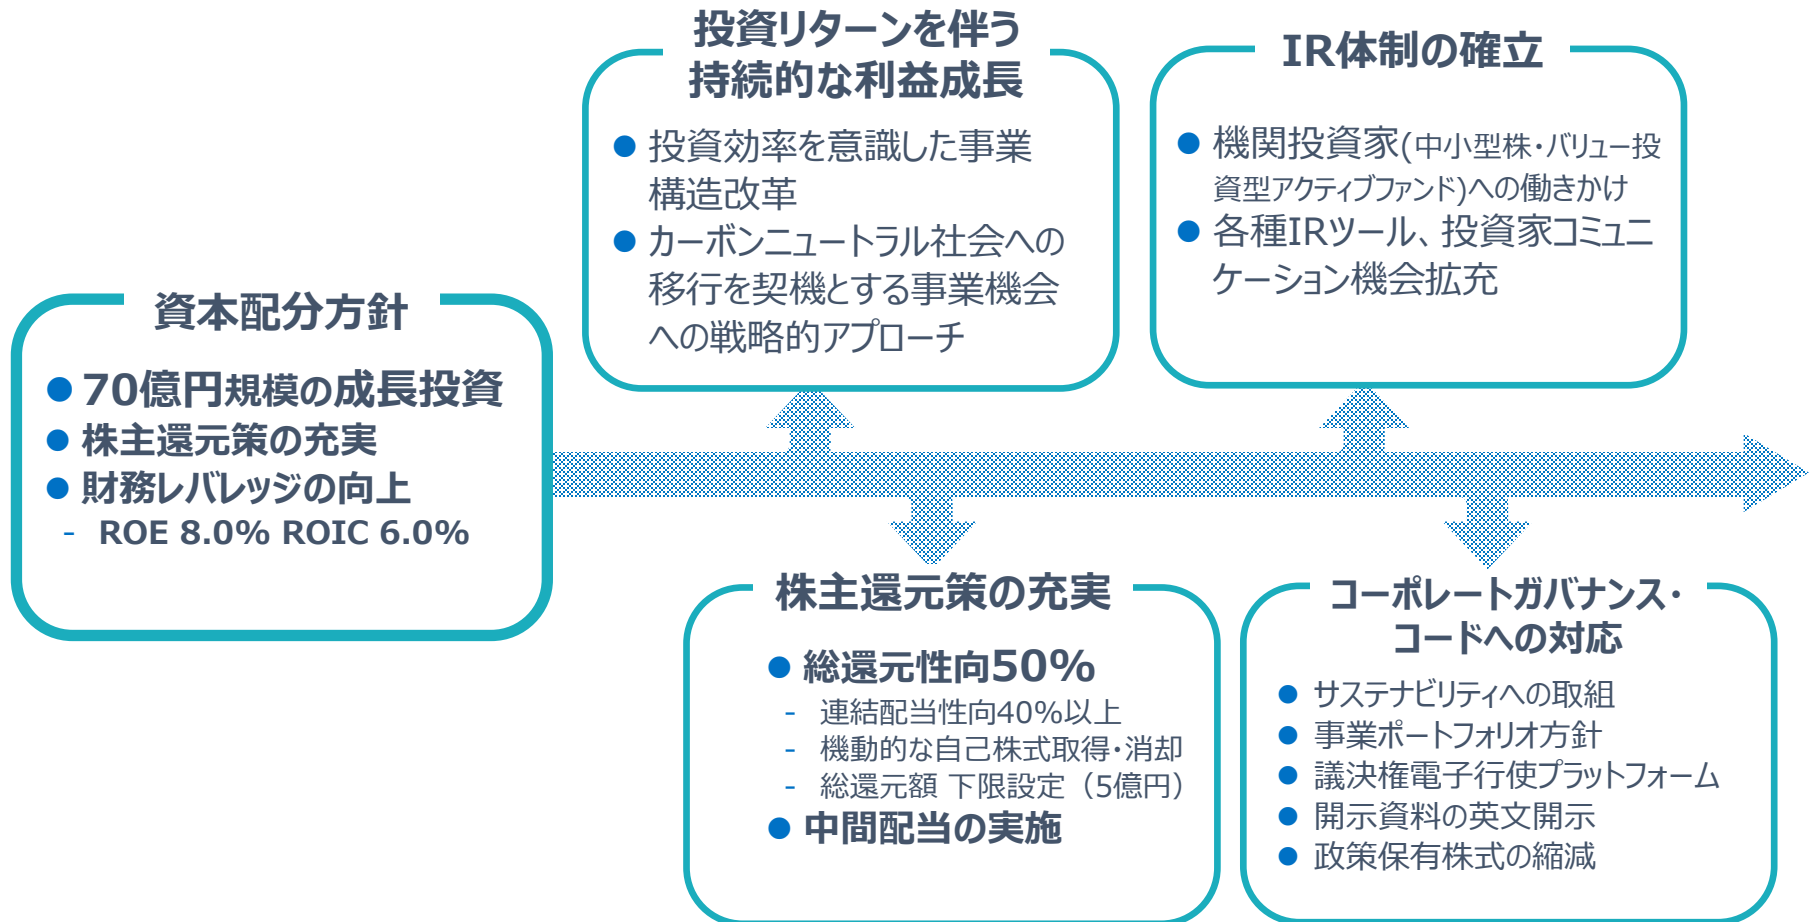 資本配分方針
●70億円規模の成長投資
●株主還元策の充実
●財務レバレッジの向上
- ROE 8.0% ROIC 6.0%
投資リターンを伴う
持続的な利益成長
●投資効率を意識した事業
構造改革
●カーボンニュートラル社会への
移行を契機とする事業機会
への戦略的アプローチ
IR体制の確立
●機関投資家(中小型株・バリュー投
資型アクティブファンド)への働きかけ
●各種IRツール、投資家コミュニ
ケーション機会拡充
株主還元策の充実
●総還元性向50%
- 連結配当性向40%以上
- 機動的な自己株式取得・消却
- 総還元額 下限設定（5億円）
●中間配当の実施
コーポレートガバナンス・
コードへの対応
●サステナビリティへの取組
●事業ポートフォリオ方針
●議決権電子行使プラットフォーム
●開示資料の英文開示
●政策保有株式の縮減